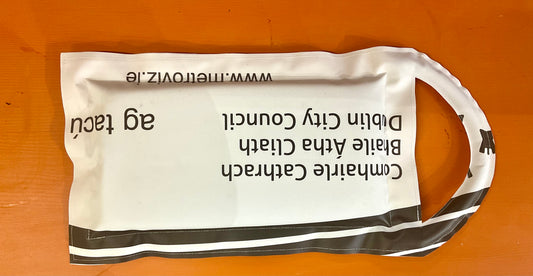 Comhairle Cathrach
Bhaile Átha Cliath
Dublin City Council
ag tacú
www.metroviz.ie